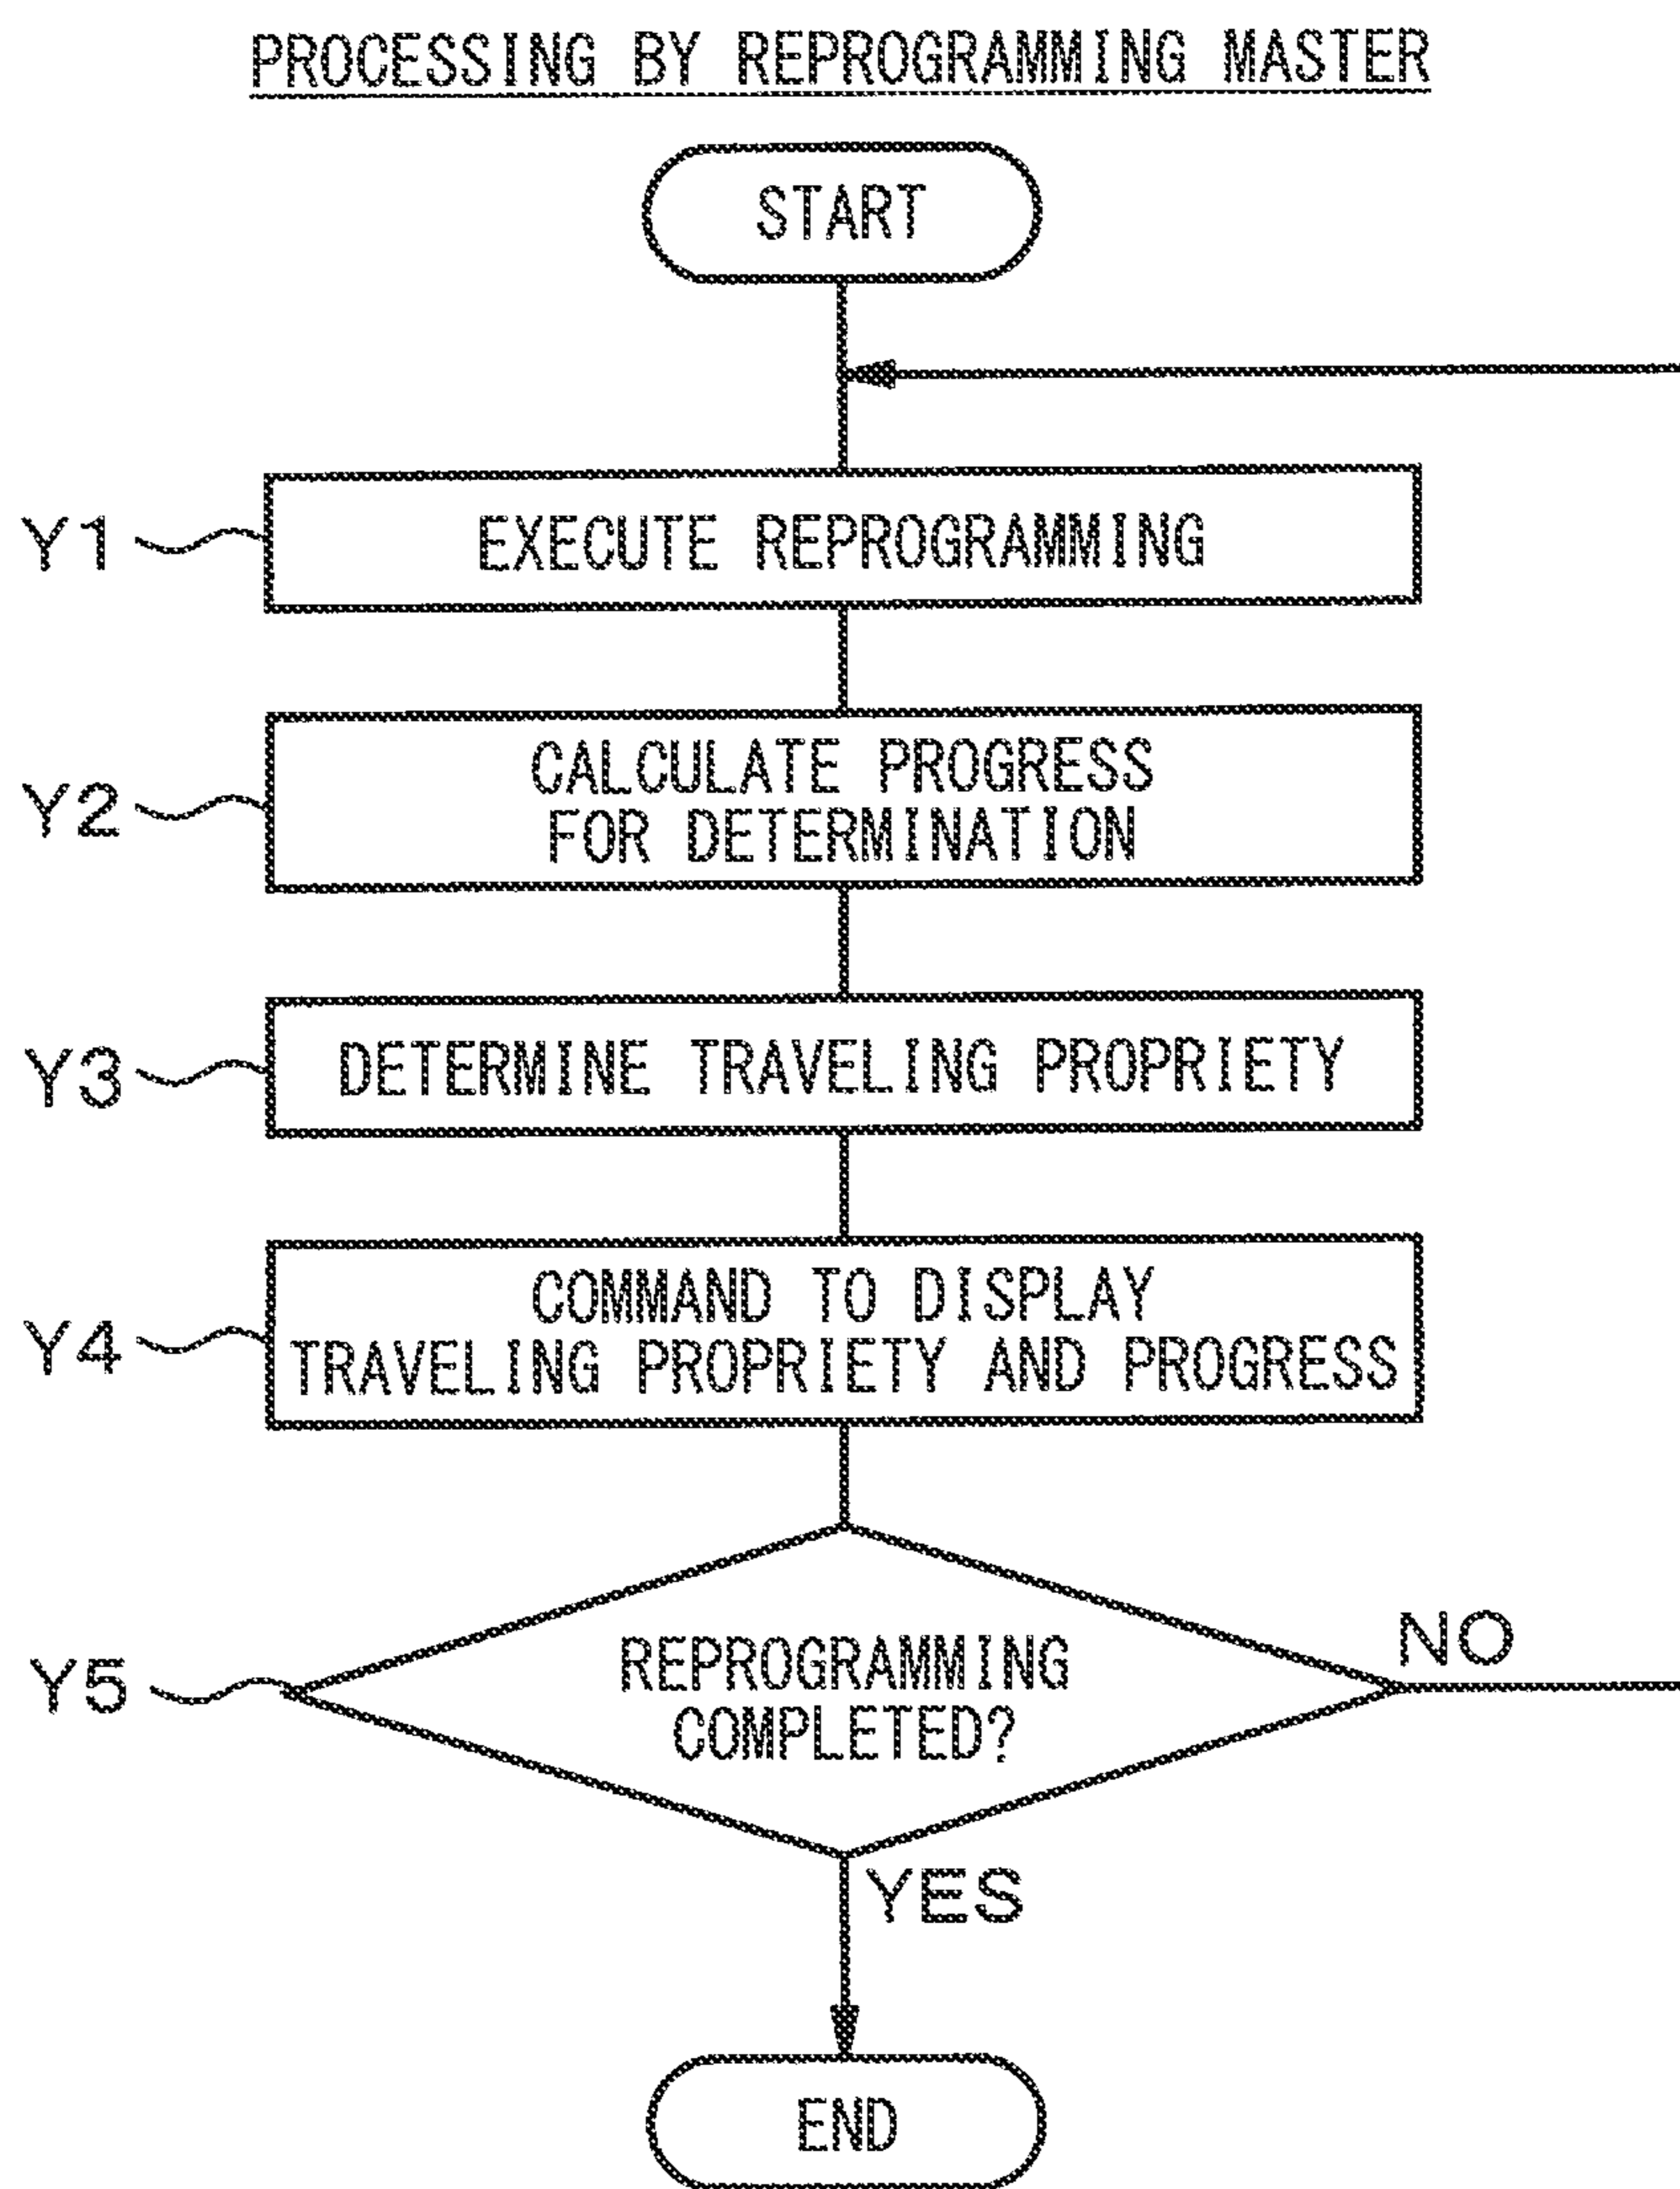 PROCESSING BY REPROGRAMMING MASTER
START
Y1
EXECUTE REPROGRAMMING
Y2
CALCULATE PROGRESS
FOR DETERMINATION
Y3
DETERMINE TRAVELING PROPRIETY
Y4
COMMAND TO DISPLAY
TRAVELING PROPRIETY AND PROGRESS
Y5
REPROGRAMMING
COMPLETED?
NO
YES
END